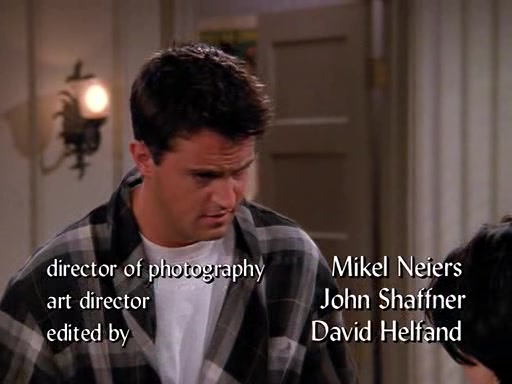 director of photography Mikel Neiers
art director John Shaffner
edited by David Helfand